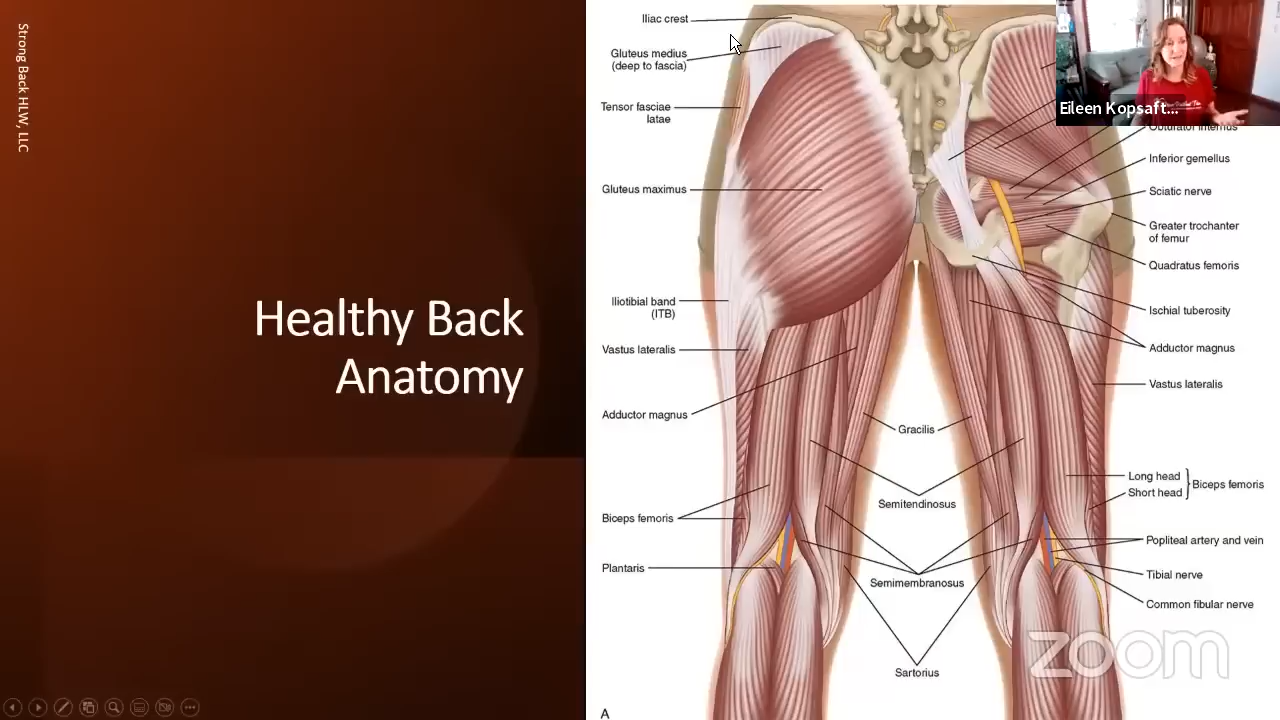 Strong Back HLW, LLC
Healthy Back
Anatomy
Iliac crest
Gluteus medius
(deep to fascia)
Tensor fasciae
latae
Gluteus maximus
Iliotibial band
(ITB)
Vastus lateralis
Adductor magnus
Biceps femoris
Plantaris
Gracilis
Semitendinosus
Semimembranosus
Sartorius
Eileen Kopsaft...
Obturator internus
Inferior gemellus
Sciatic nerve
Greater trochanter
of femur
Quadratus femoris
Ischial tuberosity
Adductor magnus
Vastus lateralis
Long head
Short head
Biceps femoris
Popliteal artery and vein
Tibial nerve
Common fibular nerve
zoom
A